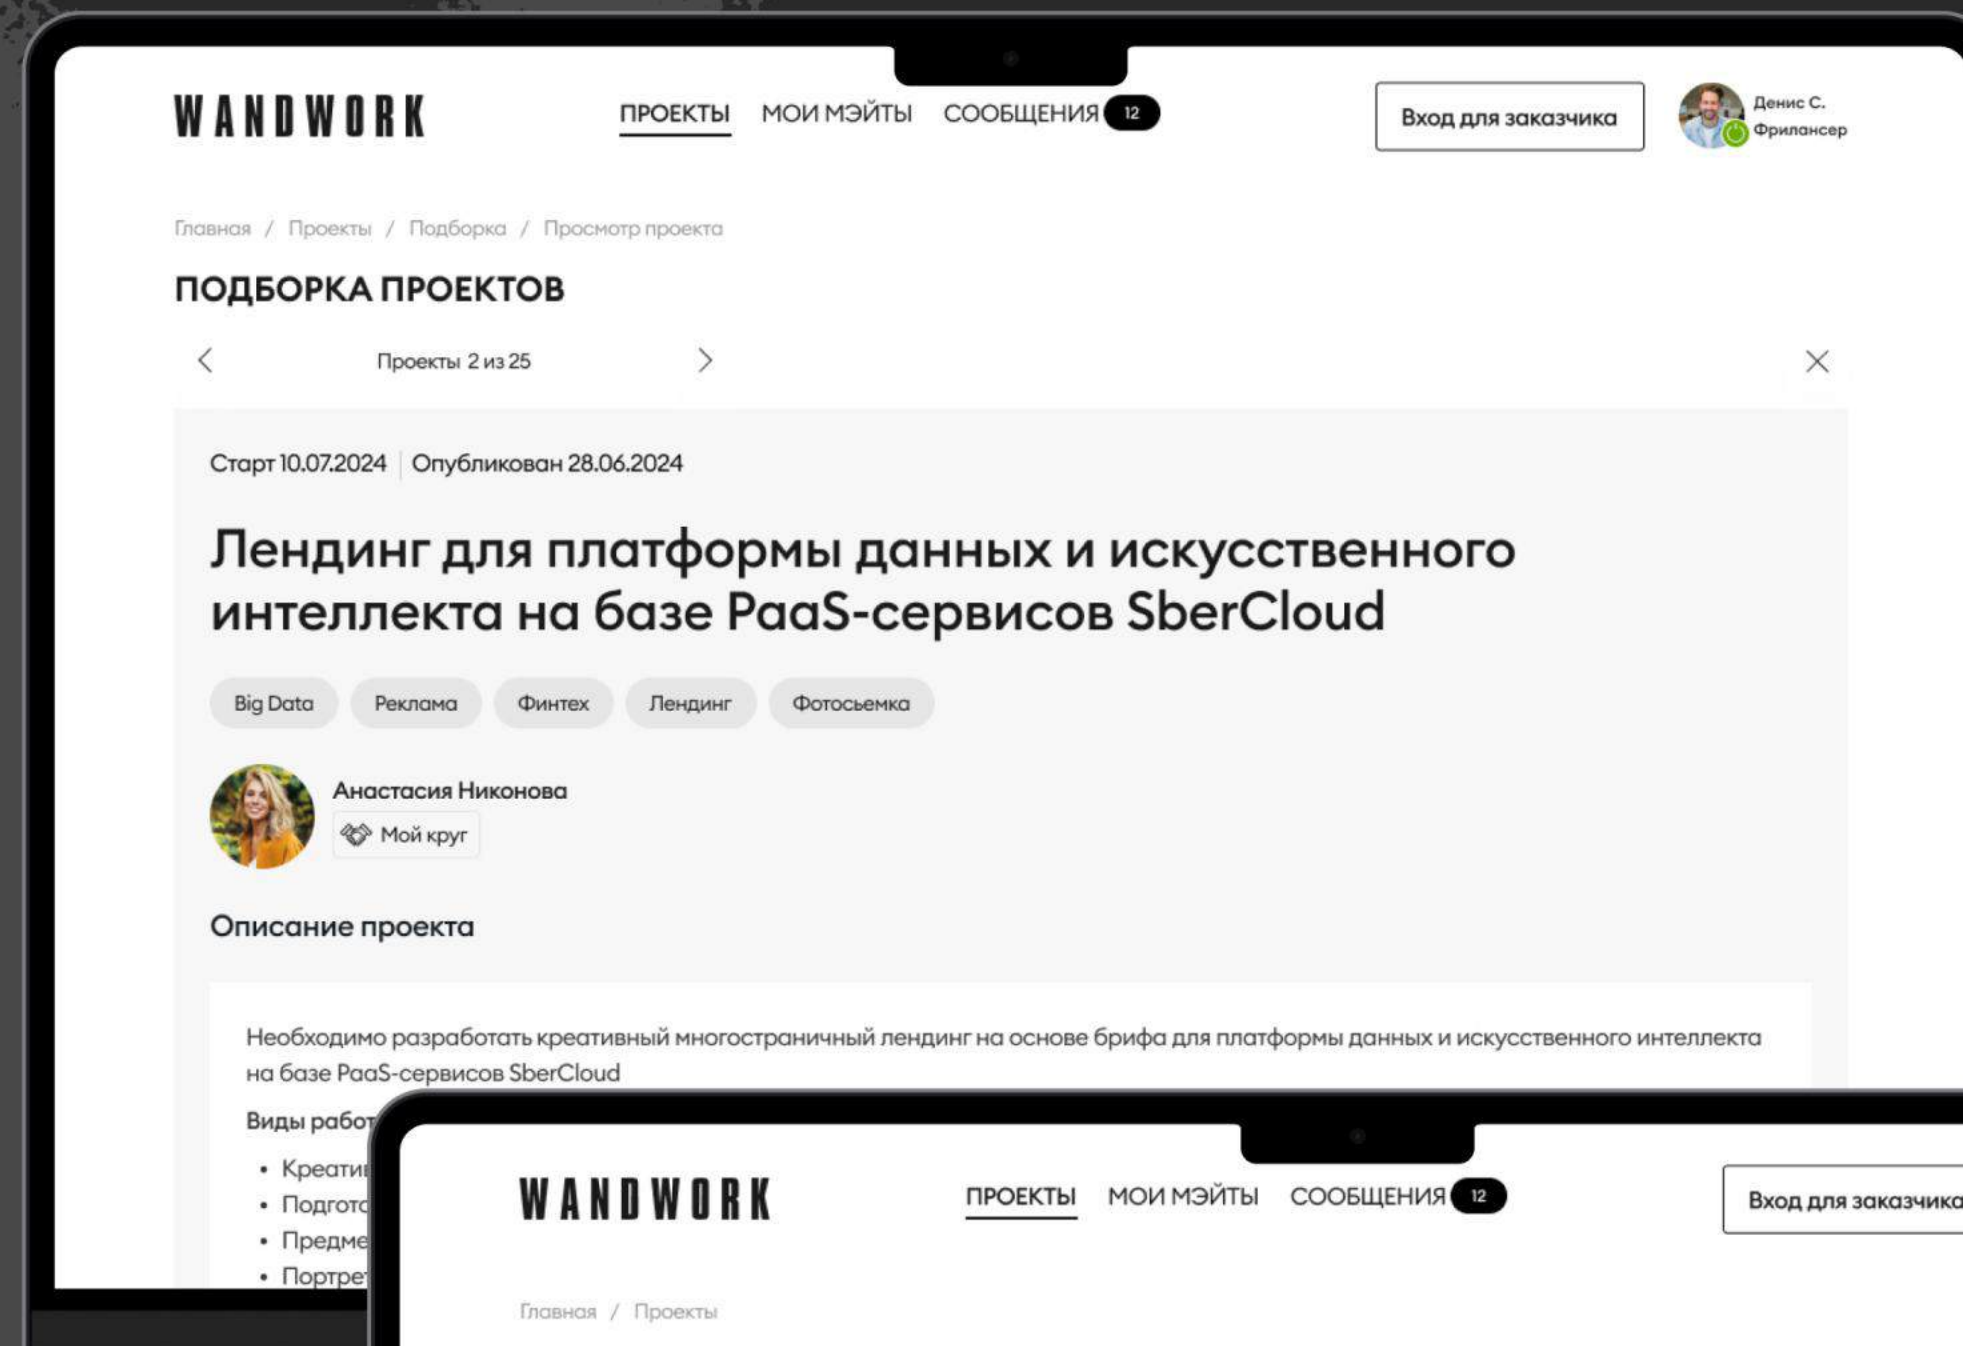 WANDWORK
ПРОЕКТЫ МОИ МЭЙТЫ СООБЩЕНИЯ 12
Вход для заказчика
Денис С.
Фрилансер
Главная / Проекты / Подборка / Просмотр проекта
ПОДБОРКА ПРОЕКТОВ
Проекты 2 из 25
Старт 10.07.2024 | Опубликован 28.06.2024
Лендинг для платформы данных и искусственного
интеллекта на базе PaaS-сервисов SberCloud
Big Data Реклама Финтех Лендинг Фотосьемка
Анастасия Никонова
Мой круг
Описание проекта
Необходимо разработать креативный многостраничный лендинг на основе брифа для платформы данных и искусственного интеллекта
на базе PaaS-сервисов SberCloud
Виды работ
WANDWORK
ПРОЕКТЫ МОИ МЭЙТЫ СООБЩЕНИЯ 12
Вход для заказчика
Главная / Проекты